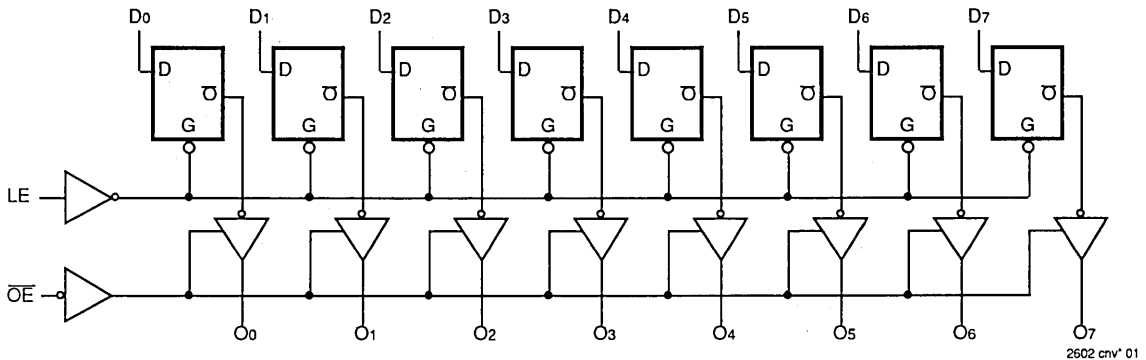 D0 D1 D2 D3 D4 D5 D6 D7
D D D D D D D D
Q̅ Q̅ Q̅ Q̅ Q̅ Q̅ Q̅ Q̅
G G G G G G G G
LE
O̅E̅
O0 O1 O2 O3 O4 O5 O6 O7
2602 cnv* 01